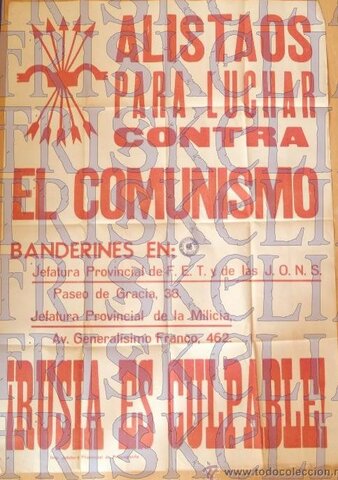 ALISTAOS
PARA LUCHAR
CONTRA
EL COMUNISMO
BANDERINES EN:
Jefatura Provincial de F. E. T. y de las J. O. N. S.
Paseo de Gracia, 38.
Jefatura Provincial de la Milicia,
Av. Generalísimo Franco, 462.
¡RUSIA ES CULPABLE!
FRISKELI
www.todocoleccion.n